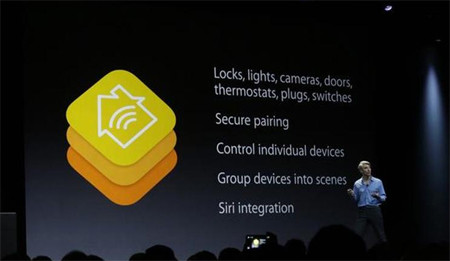 Locks, lights, cameras, doors,
thermostats, plugs, switches
Secure pairing
Control individual devices
Group devices into scenes
Siri integration